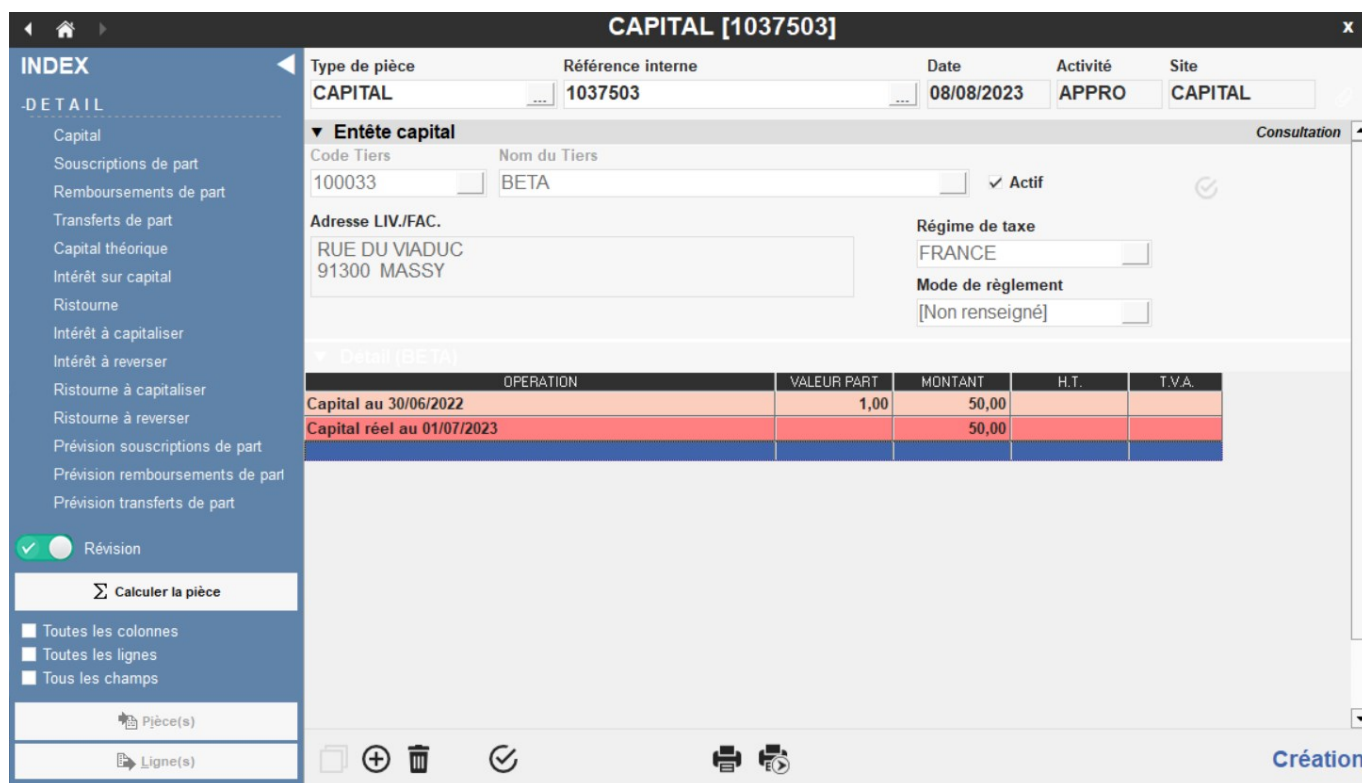 CAPITAL [1037503]
x
INDEX
-DETAIL
Capital
Souscriptions de part
Remboursements de part
Transferts de part
Capital théorique
Intérêt sur capital
Ristourne
Intérêt à capitaliser
Intérêt à reverser
Ristourne à capitaliser
Ristourne à reverser
Prévision souscriptions de part
Prévision remboursements de part
Prévision transferts de part
Révision
Σ Calculer la pièce
Toutes les colonnes
Toutes les lignes
Tous les champs
Pièce(s)
Ligne(s)
Type de pièce Référence interne Date Activité Site
CAPITAL ... 1037503 ... 08/08/2023 APPRO CAPITAL
▼ Entête capital Consultation
Code Tiers Nom du Tiers
100033 BETA Actif
Adresse LIV./FAC.
RUE DU VIADUC
91300 MASSY
Régime de taxe
FRANCE
Mode de règlement
[Non renseigné]
▼ Détail (BETA)
OPERATION VALEUR PART MONTANT H.T. T.V.A.
Capital au 30/06/2022 1,00 50,00
Capital réel au 01/07/2023 50,00
Création